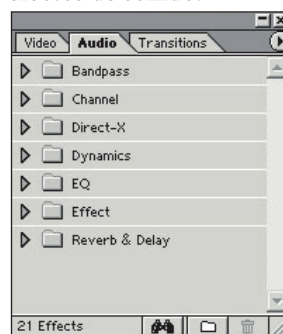 Video Audio Transitions
Bandpass
Channel
Direct-X
Dynamics
EQ
Effect
Reverb & Delay
21 Effects